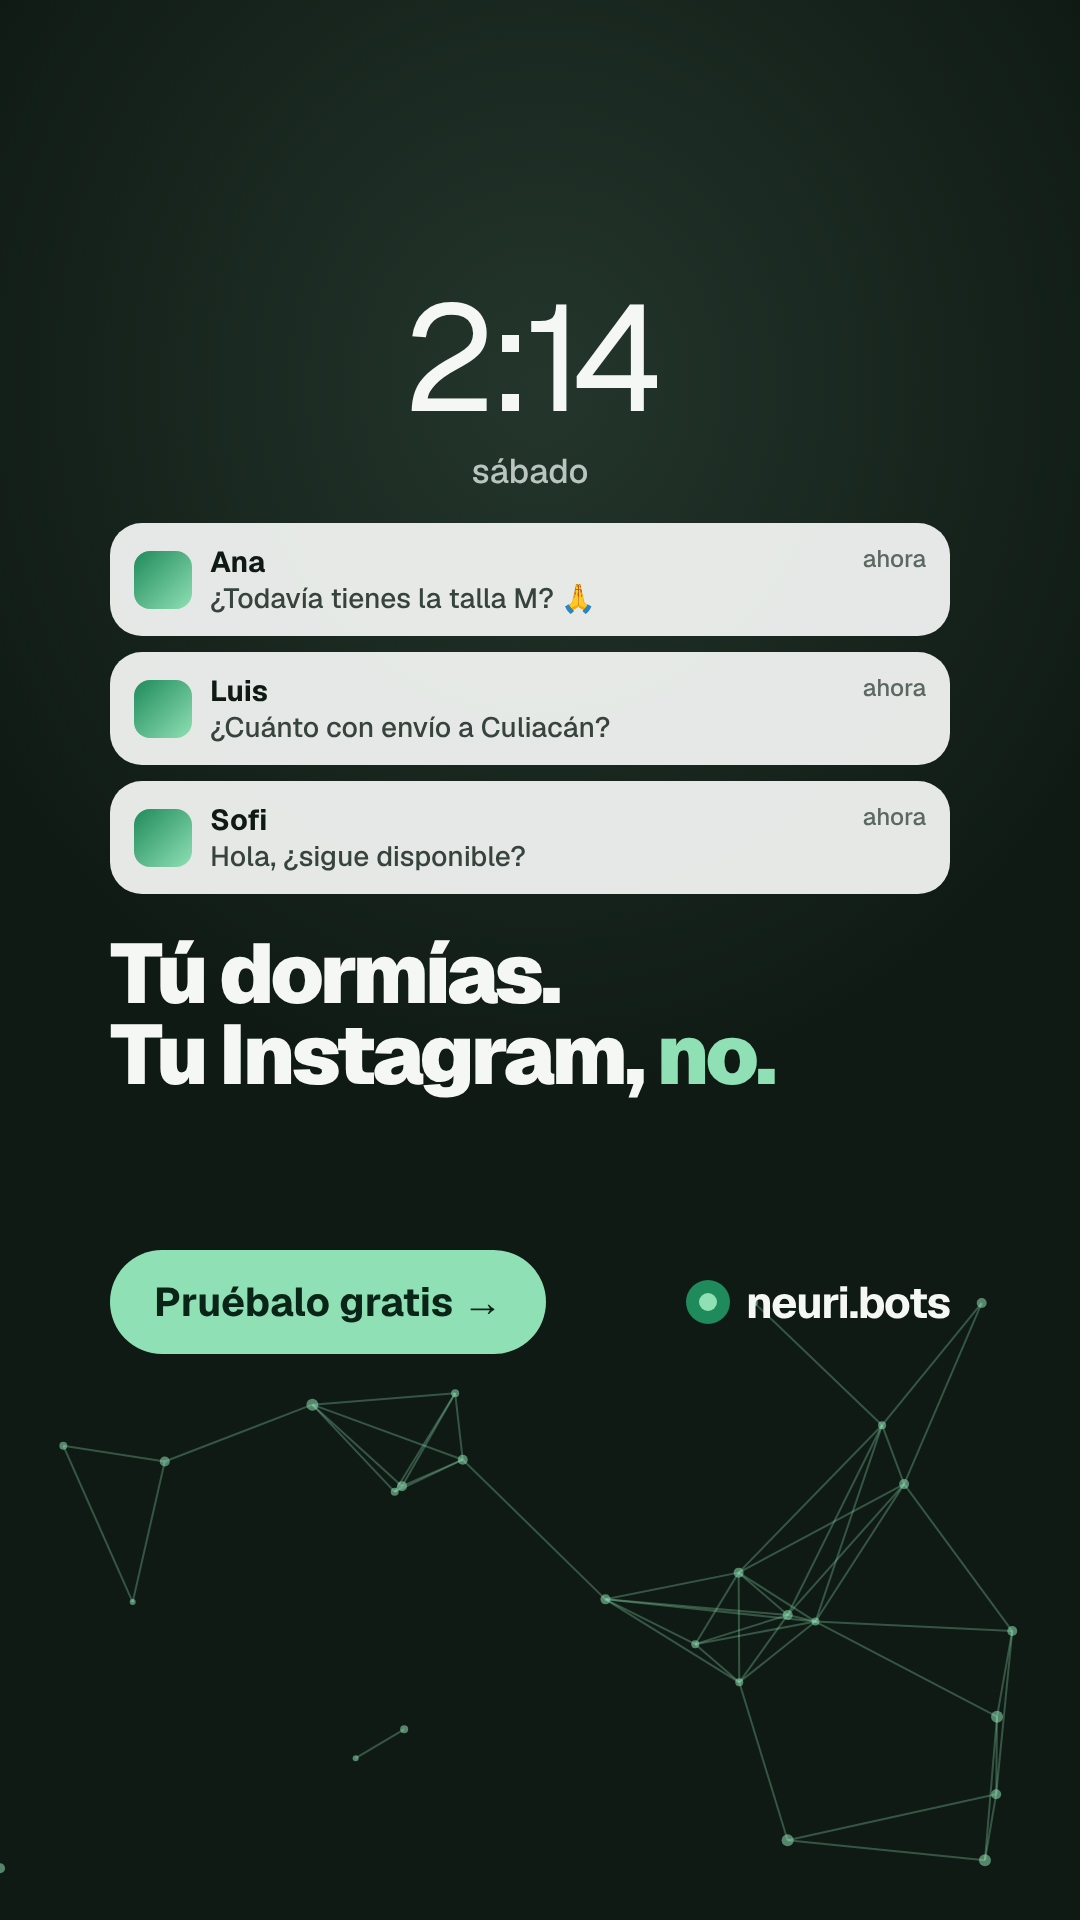 2:14
sábado
Ana
ahora
¿Todavía tienes la talla M? 🙏
Luis
ahora
¿Cuánto con envío a Culiacán?
Sofi
ahora
Hola, ¿sigue disponible?
Tú dormías.
Tu Instagram, no.
Pruébalo gratis →
neuri.bots